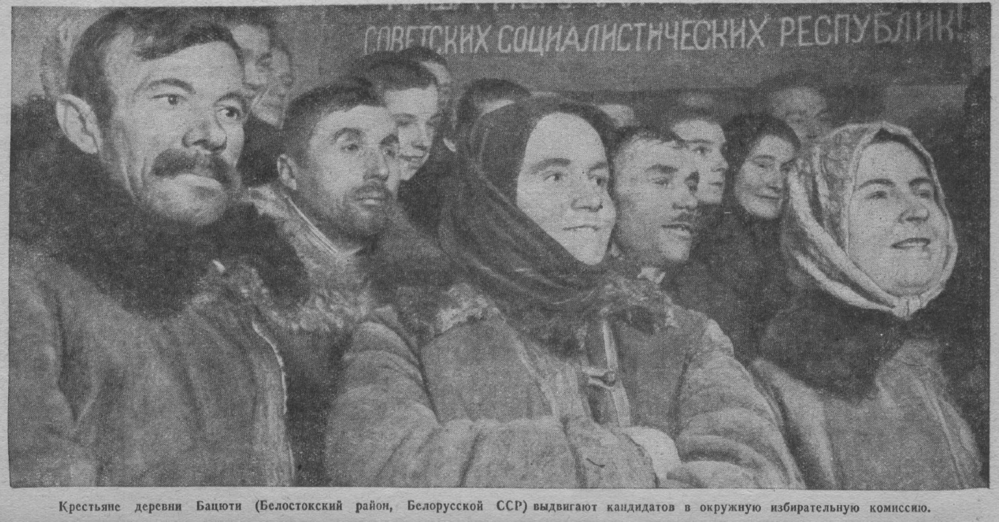 СОВЕТСКИХ СОЦИАЛИСТИЧЕСКИХ РЕСПУБЛИК!
Крестьяне деревни Бацюти (Белостокский район, Белорусской ССР) выдвигают кандидатов в окружную избирательную комиссию.